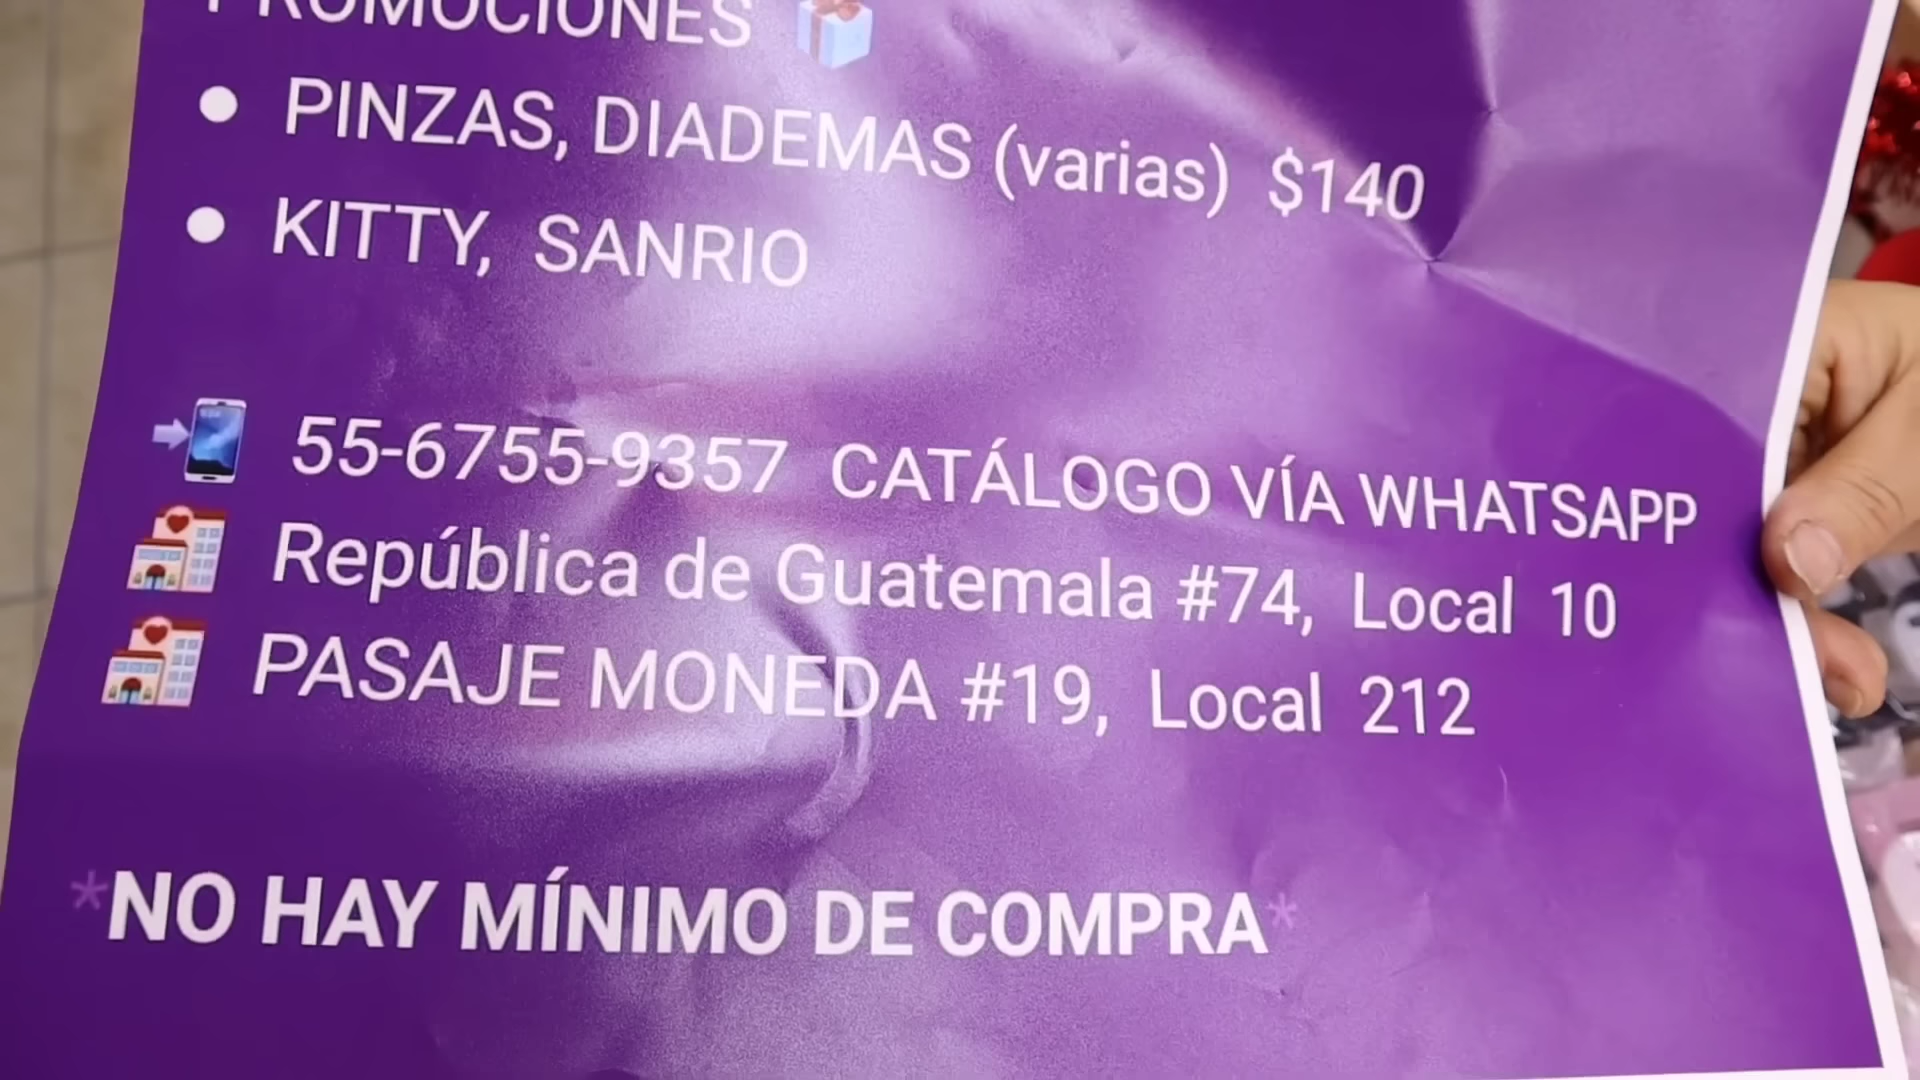 PROMOCIONES 🎁
● PINZAS, DIADEMAS (varias) $140
● KITTY, SANRIO
📲 55-6755-9357 CATÁLOGO VÍA WHATSAPP
🏩 República de Guatemala #74, Local 10
🏩 PASAJE MONEDA #19, Local 212
*NO HAY MÍNIMO DE COMPRA*